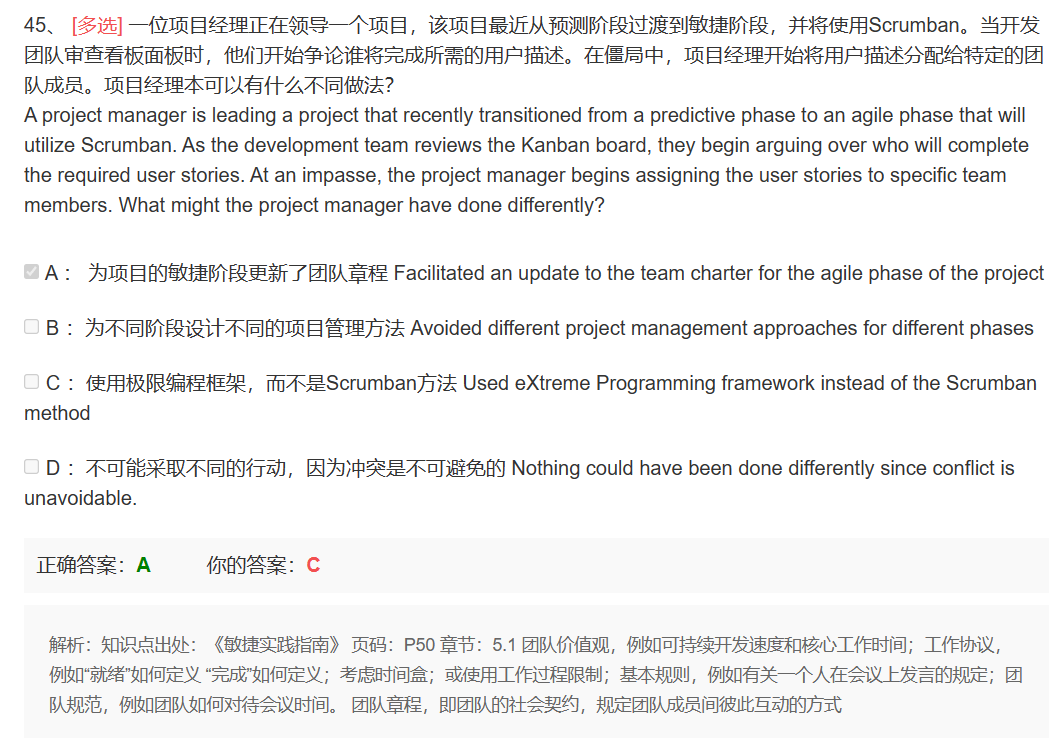 45、 [多选] 一位项目经理正在领导一个项目，该项目最近从预测阶段过渡到敏捷阶段，并将使用Scrumban。当开发
团队审查看板面板时，他们开始争论谁将完成所需的用户描述。在僵局中，项目经理开始将用户描述分配给特定的团
队成员。项目经理本可以有什么不同做法？
A project manager is leading a project that recently transitioned from a predictive phase to an agile phase that will
utilize Scrumban. As the development team reviews the Kanban board, they begin arguing over who will complete
the required user stories. At an impasse, the project manager begins assigning the user stories to specific team
members. What might the project manager have done differently?
A： 为项目的敏捷阶段更新了团队章程 Facilitated an update to the team charter for the agile phase of the project
B：为不同阶段设计不同的项目管理方法 Avoided different project management approaches for different phases
C：使用极限编程框架，而不是Scrumban方法 Used eXtreme Programming framework instead of the Scrumban
method
D：不可能采取不同的行动，因为冲突是不可避免的 Nothing could have been done differently since conflict is
unavoidable.
正确答案：A 你的答案：C
解析：知识点出处：《敏捷实践指南》 页码：P50 章节：5.1 团队价值观，例如可持续开发速度和核心工作时间；工作协议，
例如“就绪”如何定义 “完成”如何定义；考虑时间盒；或使用工作过程限制；基本规则，例如有关一个人在会议上发言的规定；团
队规范，例如团队如何对待会议时间。 团队章程，即团队的社会契约，规定团队成员间彼此互动的方式